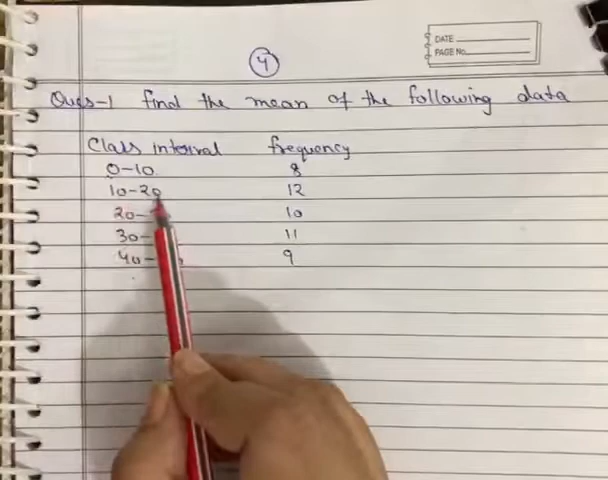 DATE
PAGE No.
4
Ques-1 find the mean of the following data
Class interval frequency
0-10 8
10-20 12
20- 10
30- 11
40- 9